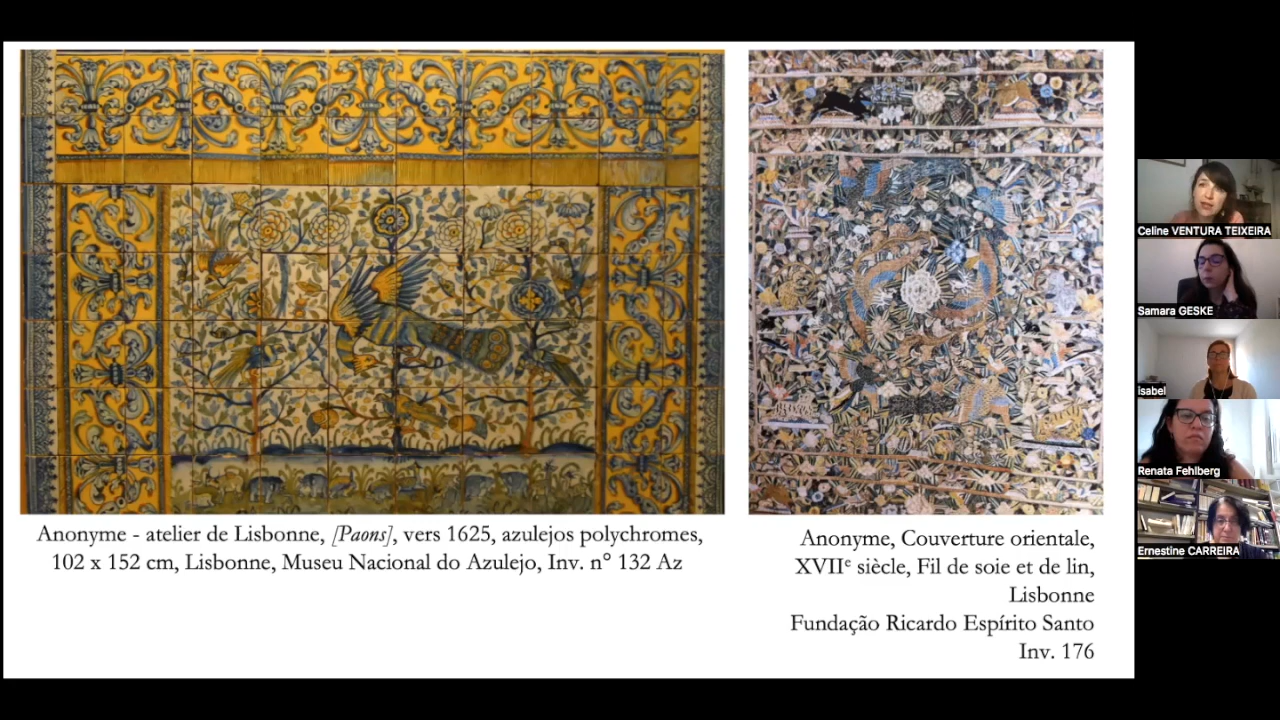 Anonyme - atelier de Lisbonne, [Paons], vers 1625, azulejos polychromes,
102 x 152 cm, Lisbonne, Museu Nacional do Azulejo, Inv. n° 132 Az
Anonyme, Couverture orientale,
XVIIᵉ siècle, Fil de soie et de lin,
Lisbonne
Fundação Ricardo Espírito Santo
Inv. 176
Celine VENTURA TEIXEIRA
Samara GESKE
isabel
Renata Fehlberg
Ernestine CARREIRA